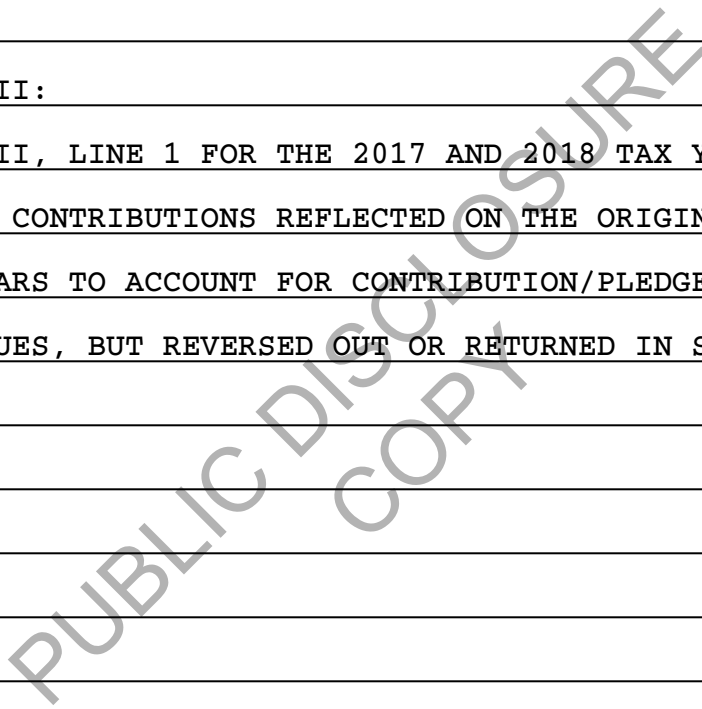 II:
II, LINE 1 FOR THE 2017 AND 2018 TAX Y
CONTRIBUTIONS REFLECTED ON THE ORIGIN
ARS TO ACCOUNT FOR CONTRIBUTION/PLEDGE
UES, BUT REVERSED OUT OR RETURNED IN S
PUBLIC DISCLOSURE
COPY